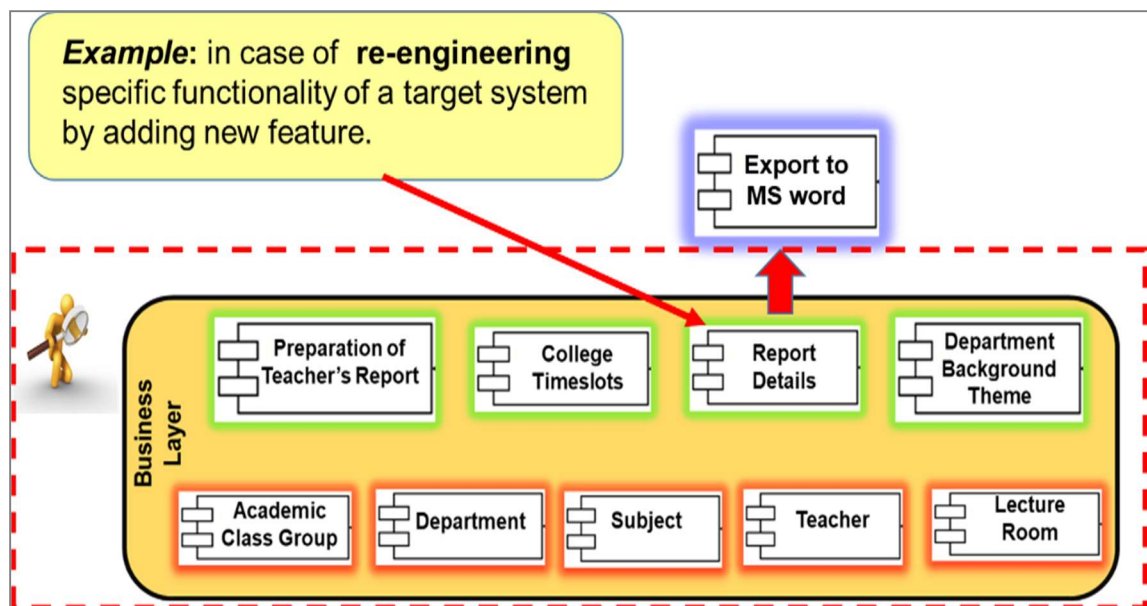 Example: in case of re-engineering
specific functionality of a target system
by adding new feature.
Export to
MS word
Business
Layer
Preparation of
Teacher's Report
College
Timeslots
Report
Details
Department
Background
Theme
Academic
Class Group
Department
Subject
Teacher
Lecture
Room